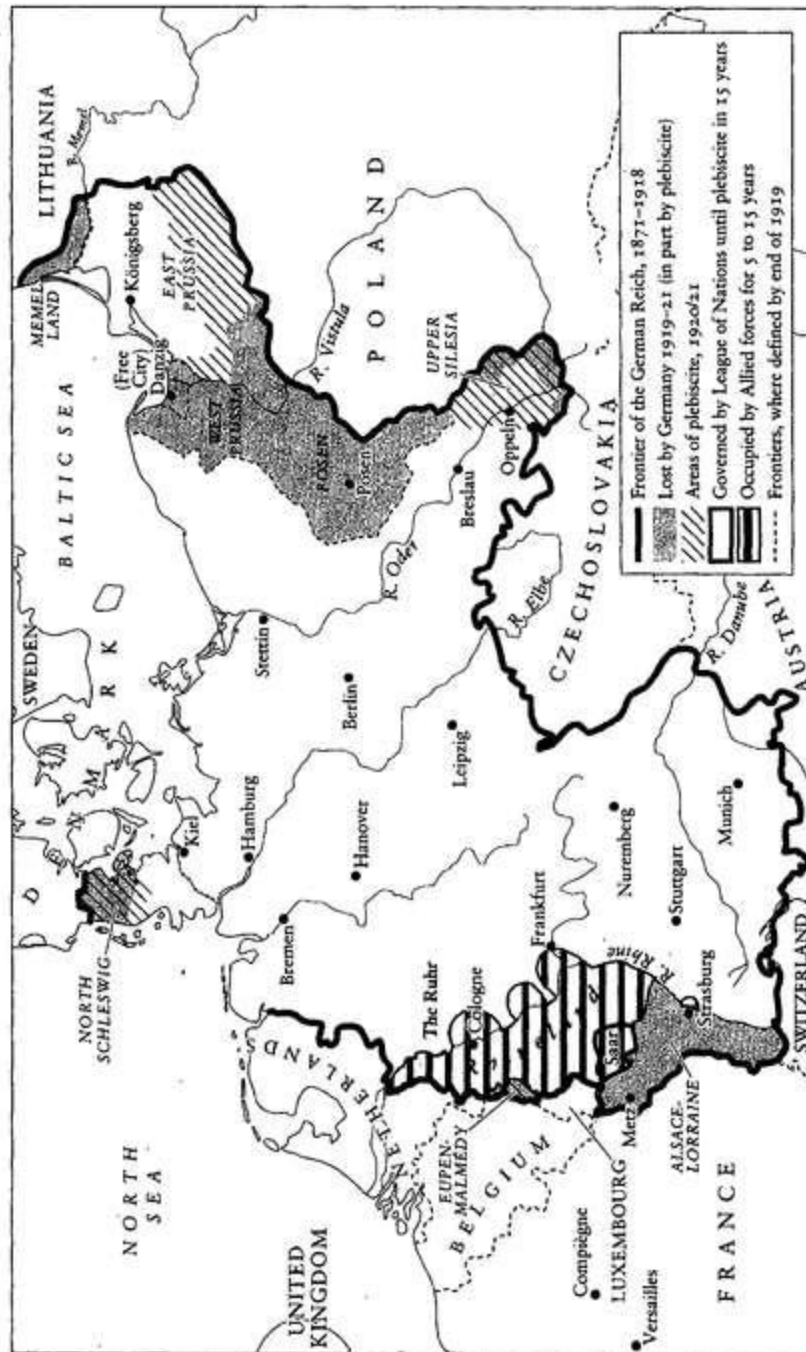 NORTH
SEA
UNITED
KINGDOM
NORTH
SCHLESWIG
D E N M A R K
SWEDEN
BALTIC SEA
MEMEL
LAND
LITHUANIA
R. Memel
Königsberg
EAST
PRUSSIA
(Free
City)
Danzig
WEST
PRUSSIA
POSEN
Posen
R. Vistula
POLAND
UPPER
SILESIA
Oppeln
Breslau
R. Oder
Stettin
Berlin
Kiel
Hamburg
Bremen
Hanover
Leipzig
R. Elbe
CZECHOSLOVAKIA
NETHERLANDS
The Ruhr
Cologne
EUPEN-
MALMÉDY
BELGIUM
LUXEMBOURG
Compiègne
Versailles
FRANCE
Frankfurt
R. Rhine
Saar
Metz
ALSACE-
LORRAINE
Strasburg
SWITZERLAND
Nuremberg
Stuttgart
Munich
R. Danube
AUSTRIA
Frontier of the German Reich, 1871–1918
Lost by Germany 1919–21 (in part by plebiscite)
Areas of plebiscite, 1920/21
Governed by League of Nations until plebiscite in 15 years
Occupied by Allied forces for 5 to 15 years
Frontiers, where defined by end of 1919